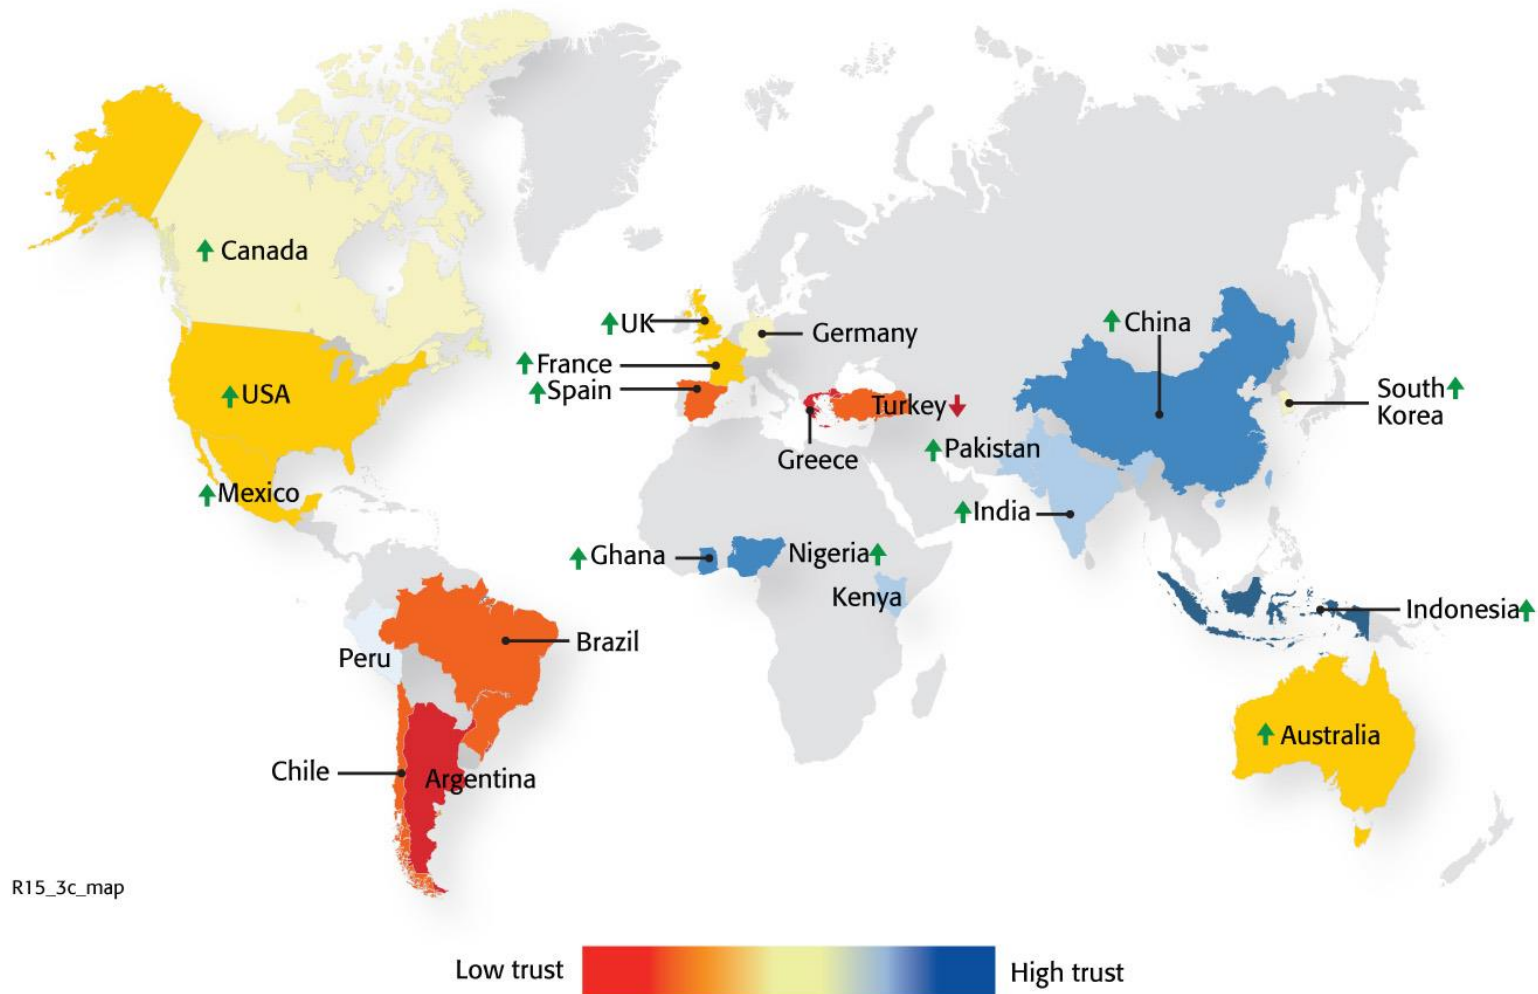 Canada
USA
Mexico
UK
France
Spain
Germany
Turkey
Greece
China
South
Korea
Pakistan
India
Ghana
Nigeria
Kenya
Indonesia
Peru
Brazil
Chile
Argentina
Australia
R15_3c_map
Low trust
High trust